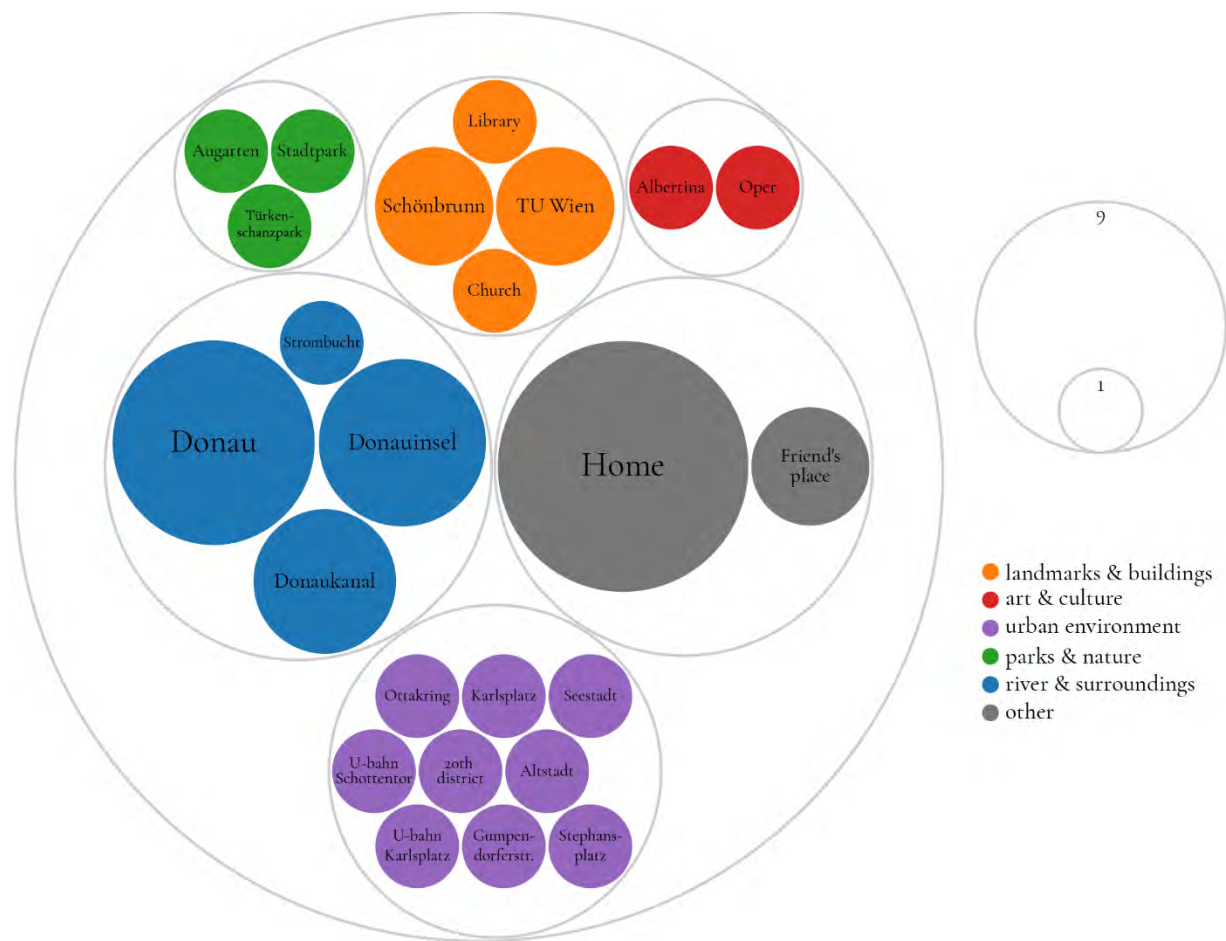 Library
Augarten
Stadtpark
Türken-
schanzpark
Schönbrunn
TU Wien
Church
Albertina
Oper
9
1
Strombucht
Donau
Donauinsel
Donaukanal
Home
Friend's
place
landmarks & buildings
art & culture
urban environment
parks & nature
river & surroundings
other
Ottakring
Karlsplatz
Seestadt
U-bahn
Schottentor
20th
district
Altstadt
U-bahn
Karlsplatz
Gumpen-
dorferstr.
Stephans-
platz